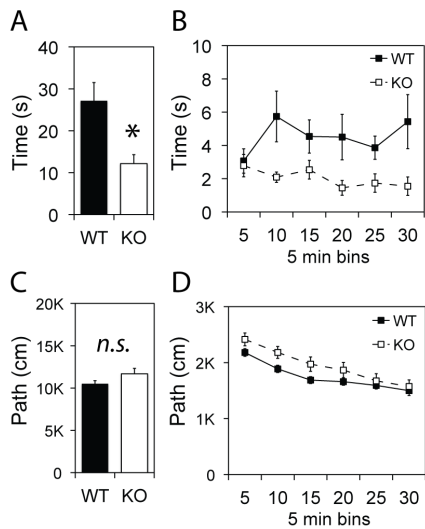 A
Time (s)
40
30
20
10
0
*
WT KO
B
Time (s)
10
8
6
4
2
0
WT
KO
5 10 15 20 25 30
5 min bins
C
Path (cm)
20K
15K
10K
5K
0
n.s.
WT KO
D
Path (cm)
3K
2K
1K
WT
KO
5 10 15 20 25 30
5 min bins